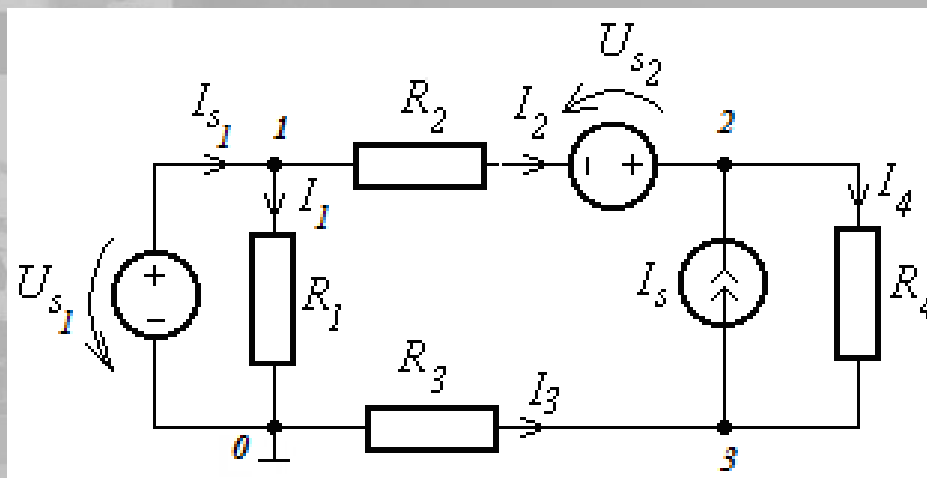 U_s2
I_s1 1 R_2 I_2 2
+ I_1 - + I_4
U_s1 - R_1 I_s R_4
R_3 I_3
0 3